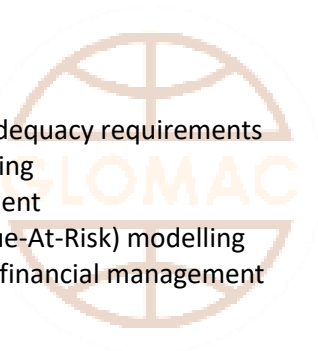 dequacy requirements
GLOMAC
ing
ent
ue-At-Risk) modelling
financial management